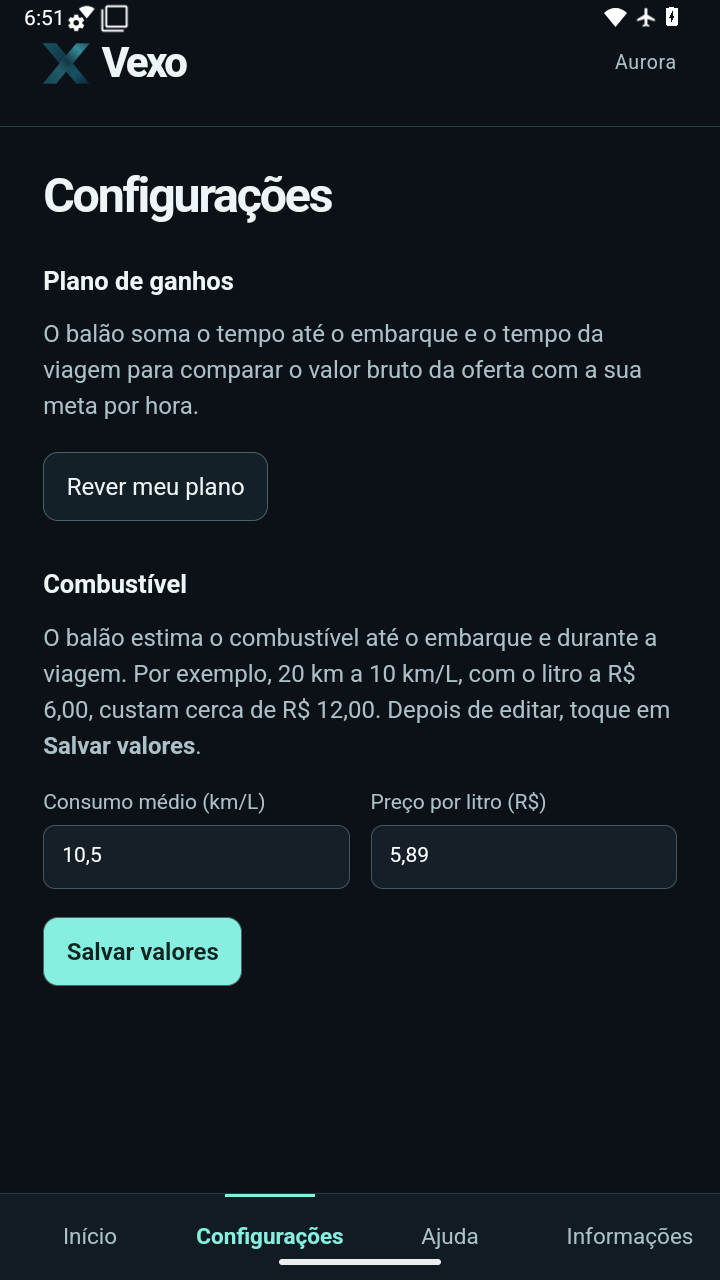 6:51
Vexo
Aurora
Configurações
Plano de ganhos
O balão soma o tempo até o embarque e o tempo da
viagem para comparar o valor bruto da oferta com a sua
meta por hora.
Rever meu plano
Combustível
O balão estima o combustível até o embarque e durante a
viagem. Por exemplo, 20 km a 10 km/L, com o litro a R$
6,00, custam cerca de R$ 12,00. Depois de editar, toque em
Salvar valores.
Consumo médio (km/L)
Preço por litro (R$)
10,5
5,89
Salvar valores
Início
Configurações
Ajuda
Informações